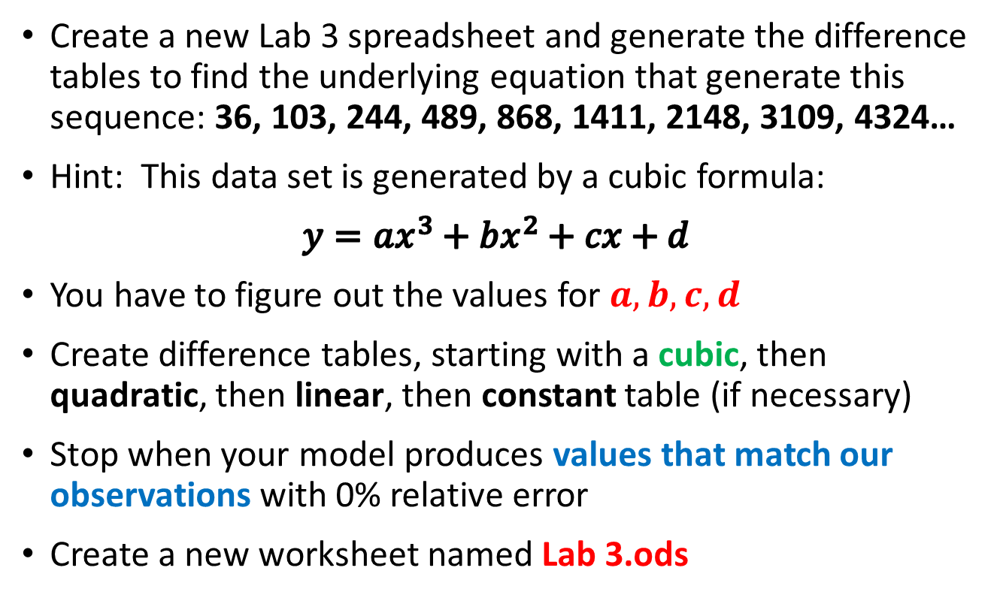 • Create a new Lab 3 spreadsheet and generate the difference
tables to find the underlying equation that generate this
sequence: 36, 103, 244, 489, 868, 1411, 2148, 3109, 4324…
• Hint:  This data set is generated by a cubic formula:
y = ax³ + bx² + cx + d
• You have to figure out the values for a, b, c, d
• Create difference tables, starting with a cubic, then
quadratic, then linear, then constant table (if necessary)
• Stop when your model produces values that match our
observations with 0% relative error
• Create a new worksheet named Lab 3.ods